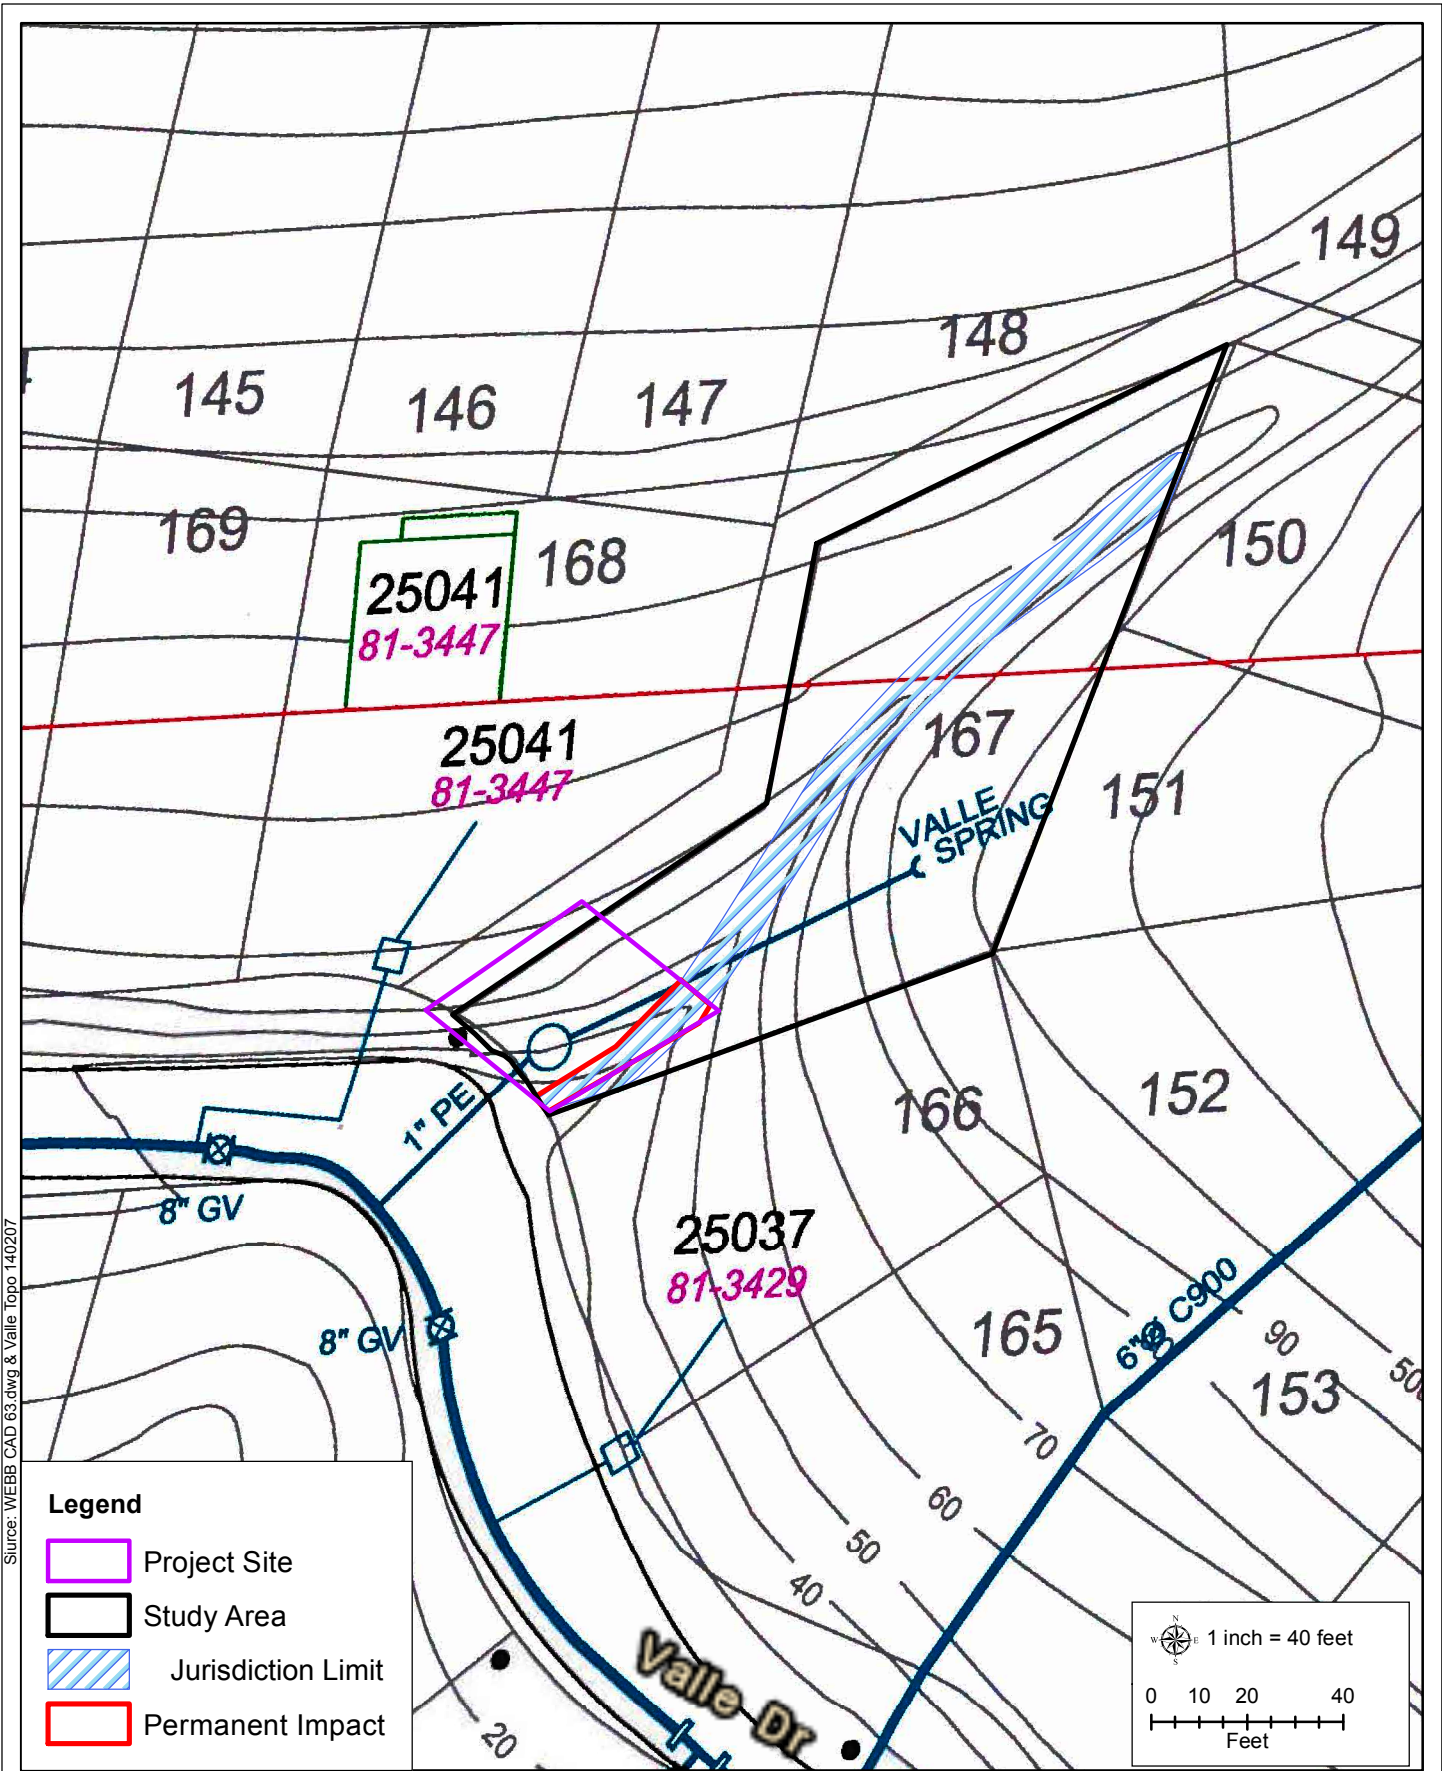 149
148
145
146
147
169
168
150
25041
81-3447
25041
81-3447
167
151
VALLE
SPRING
1" PE
166
152
8" GV
25037
81-3429
8" GV
165
6"Ø C900
90
80
500
153
70
60
50
40
20
Valle Dr
Siurce: WEBB CAD 63.dwg & Valle Topo 140207
Legend
Project Site
Study Area
Jurisdiction Limit
Permanent Impact
N
W E
S
1 inch = 40 feet
0 10 20 40
Feet